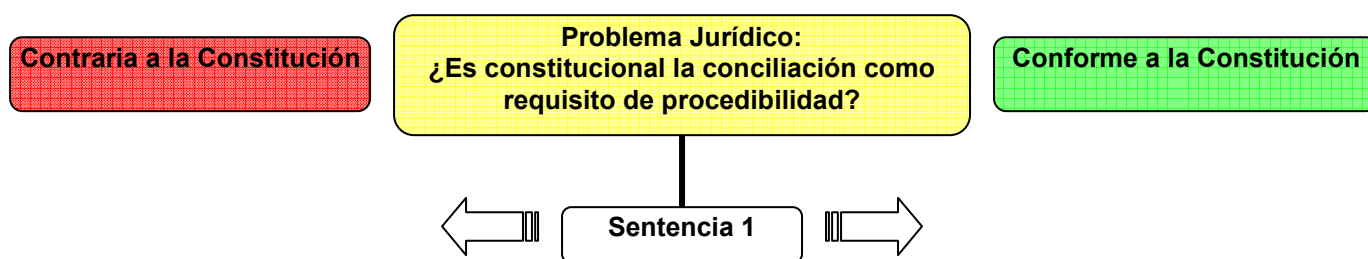 Contraria a la Constitución
Problema Jurídico:
¿Es constitucional la conciliación como
requisito de procedibilidad?
Conforme a la Constitución
Sentencia 1